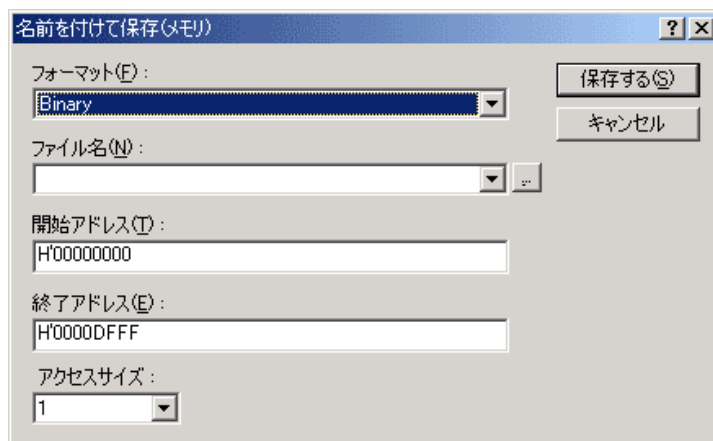 名前を付けて保存(メモリ)
フォーマット(F):
Binary
保存する(S)
キャンセル
ファイル名(N):
...
開始アドレス(T):
H'00000000
終了アドレス(E):
H'0000DFFF
アクセスサイズ:
1